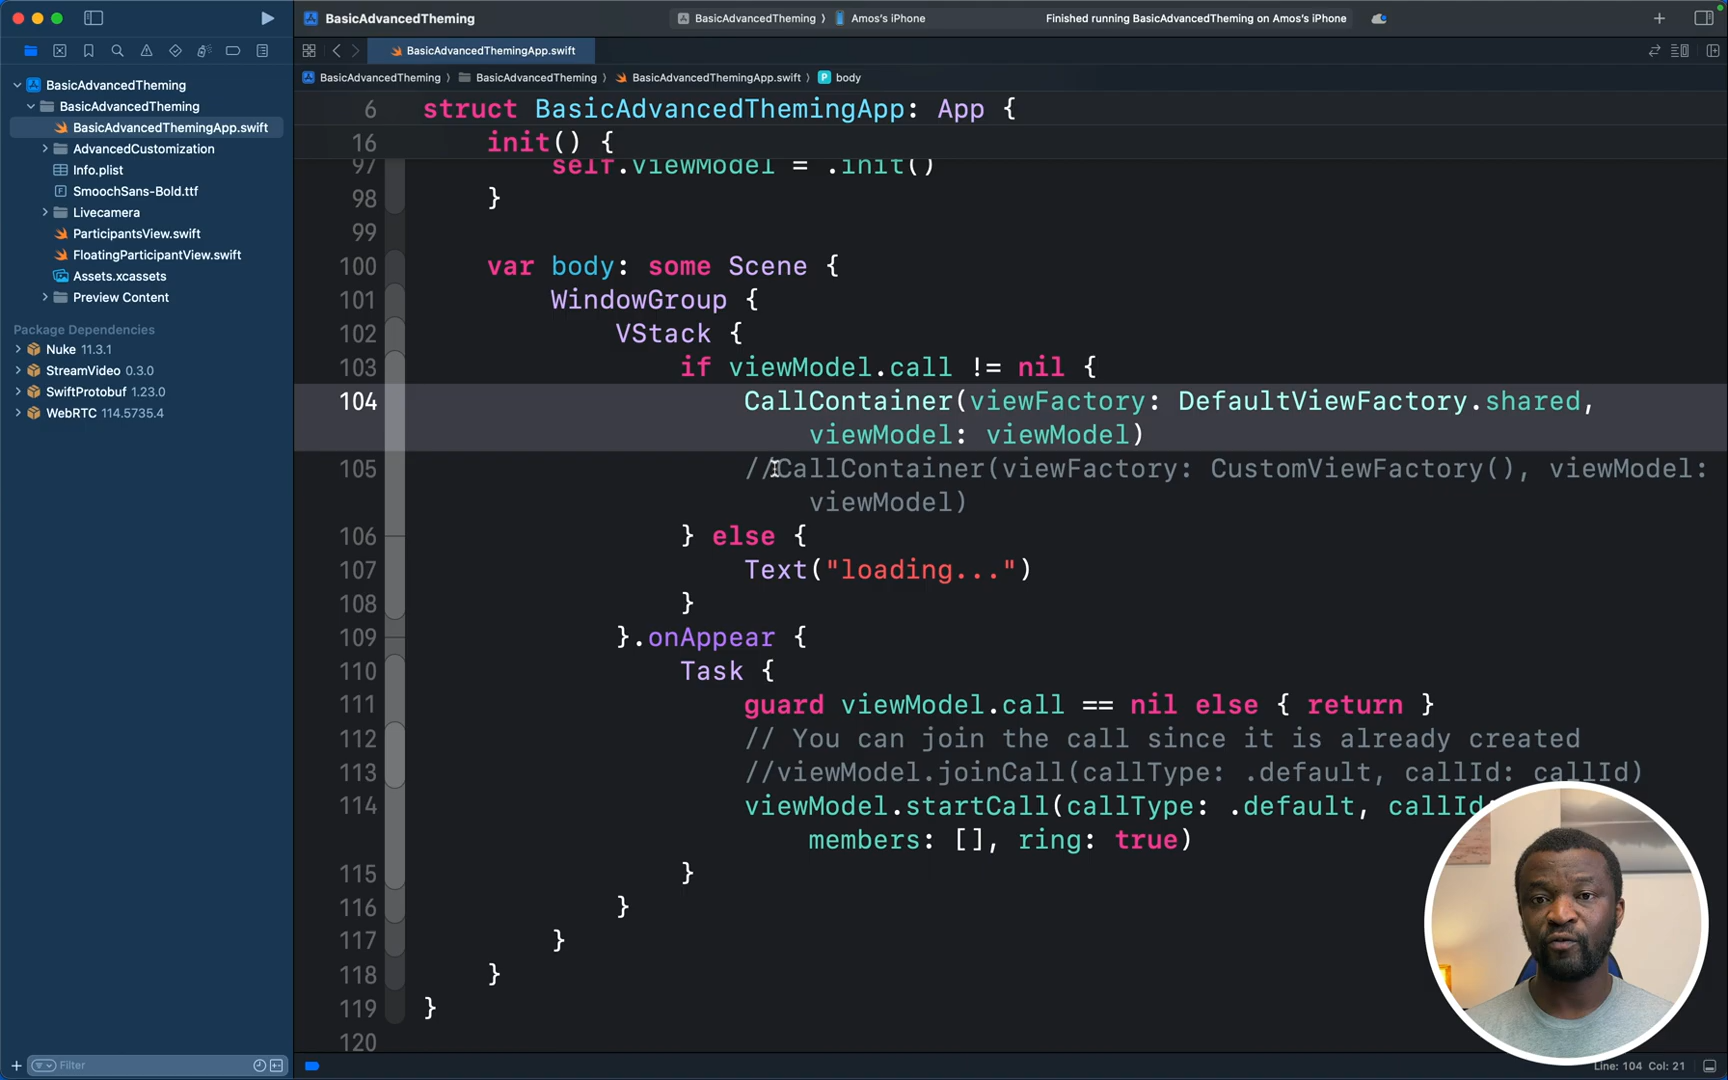 BasicAdvancedTheming
BasicAdvancedTheming
Amos's iPhone
Finished running BasicAdvancedTheming on Amos's iPhone
BasicAdvancedThemingApp.swift
BasicAdvancedTheming
BasicAdvancedTheming
BasicAdvancedThemingApp.swift
P body
BasicAdvancedTheming
BasicAdvancedTheming
BasicAdvancedThemingApp.swift
AdvancedCustomization
Info.plist
SmoochSans-Bold.ttf
Livecamera
ParticipantsView.swift
FloatingParticipantView.swift
Assets.xcassets
Preview Content
Package Dependencies
Nuke 11.3.1
StreamVideo 0.3.0
SwiftProtobuf 1.23.0
WebRTC 114.5735.4
Filter
6 struct BasicAdvancedThemingApp: App {
16 init() {
97 self.viewModel = .init()
98 }
99
100 var body: some Scene {
101 WindowGroup {
102 VStack {
103 if viewModel.call != nil {
104 CallContainer(viewFactory: DefaultViewFactory.shared,
viewModel: viewModel)
105 //CallContainer(viewFactory: CustomViewFactory(), viewModel:
viewModel)
106 } else {
107 Text("loading...")
108 }
109 }.onAppear {
110 Task {
111 guard viewModel.call == nil else { return }
112 // You can join the call since it is already created
113 //viewModel.joinCall(callType: .default, callId: callId)
114 viewModel.startCall(callType: .default, callId:
members: [], ring: true)
115 }
116 }
117 }
118 }
119 }
120
Line: 104 Col: 21